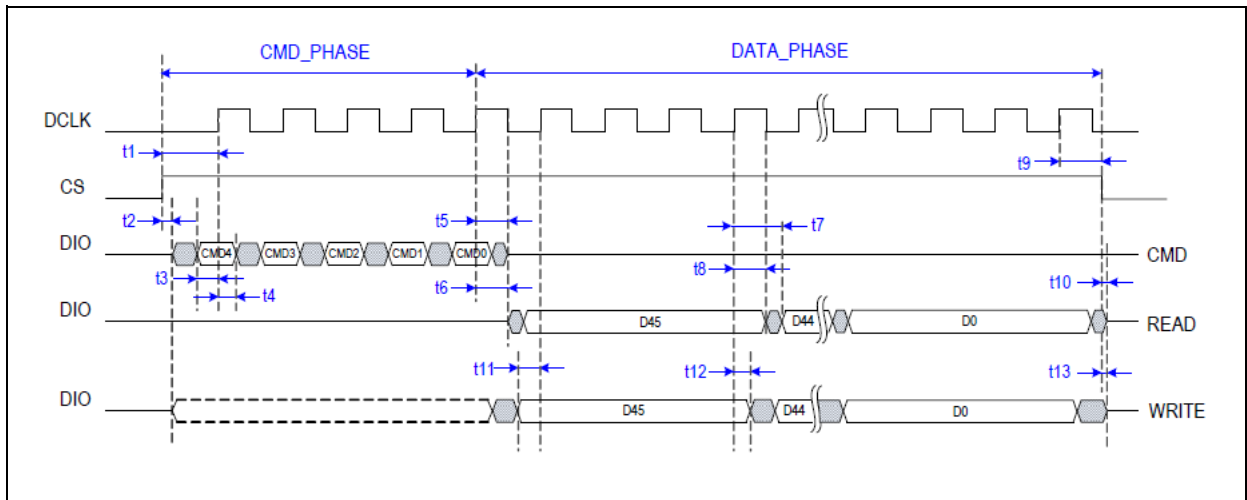 CMD_PHASE DATA_PHASE
DCLK
t1 t9
CS
t2 t5 t7
DIO CMD4 CMD3 CMD2 CMD1 CMD0 CMD
t3 t4 t6 t8 t10
DIO D45 D44 D0 READ
t11 t12 t13
DIO D45 D44 D0 WRITE